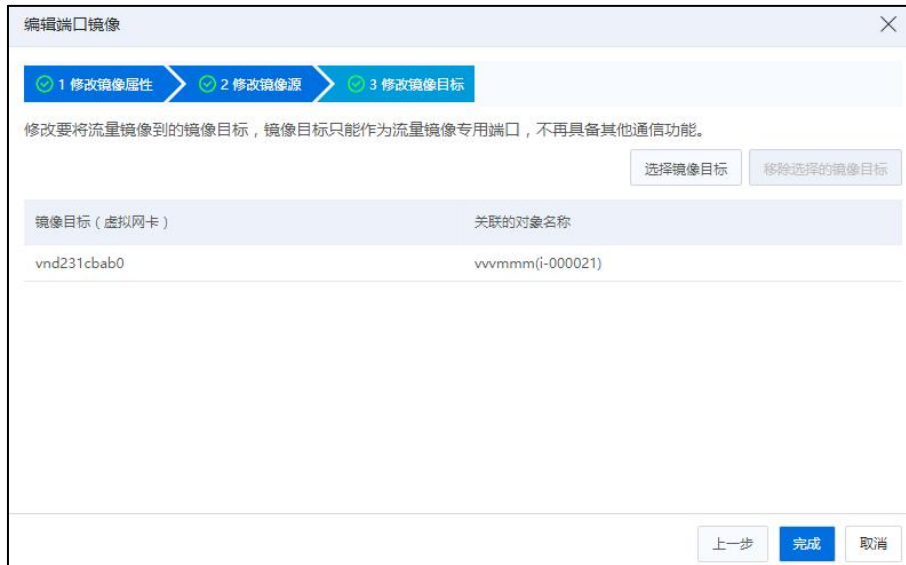 编辑端口镜像
1 修改镜像属性 2 修改镜像源 3 修改镜像目标
修改要将流量镜像到的镜像目标，镜像目标只能作为流量镜像专用端口，不再具备其他通信功能。
选择镜像目标 移除选择的镜像目标
镜像目标（虚拟网卡） 关联的对象名称
vnd231cbab0 vvvmmm(i-000021)
上一步 完成 取消